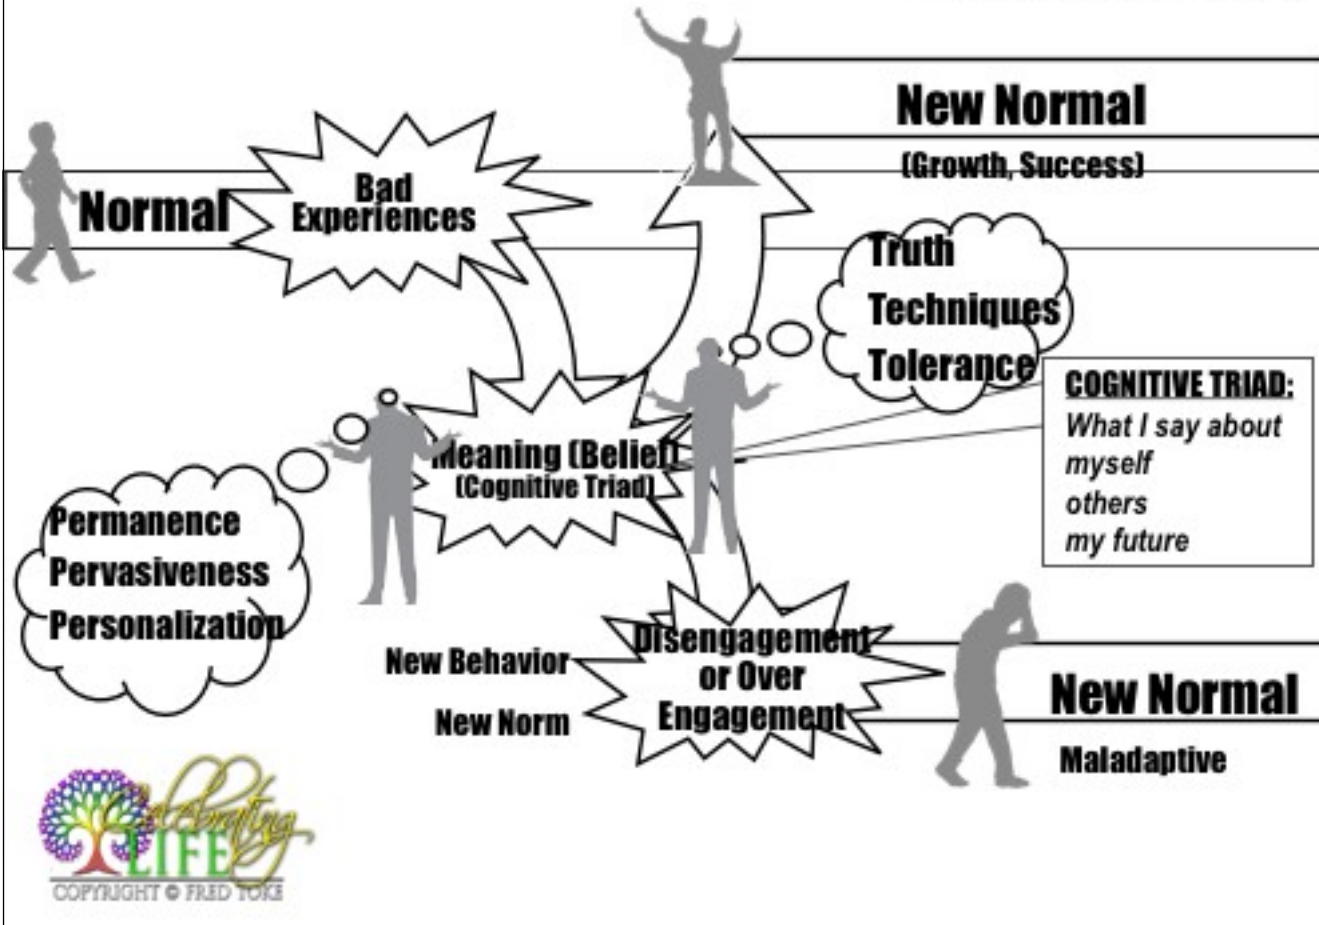 New Normal
(Growth, Success)
Normal
Bad
Experiences
Truth
Techniques
Tolerance
COGNITIVE TRIAD:
What I say about
myself
others
my future
Meaning (Belief)
(Cognitive Triad)
Permanence
Pervasiveness
Personalization
Disengagement
or Over
Engagement
New Behavior
New Norm
New Normal
Maladaptive
Celebrating
LIFE
COPYRIGHT © FRED TOKE